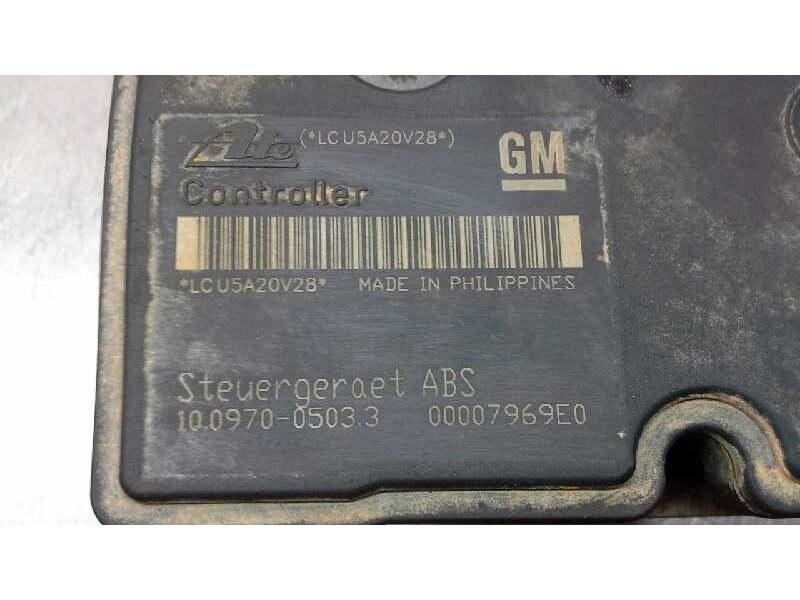 Ate (*LCU5A20V28*)
GM
Controller
*LCU5A20V28* MADE IN PHILIPPINES
Steuergeraet ABS
10.0970-0503.3 00007969E0